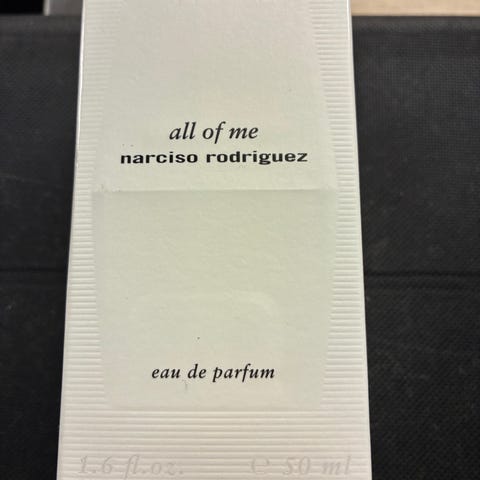 all of me
narciso rodriguez
eau de parfum
1.6 fl.oz. ℮ 50 ml